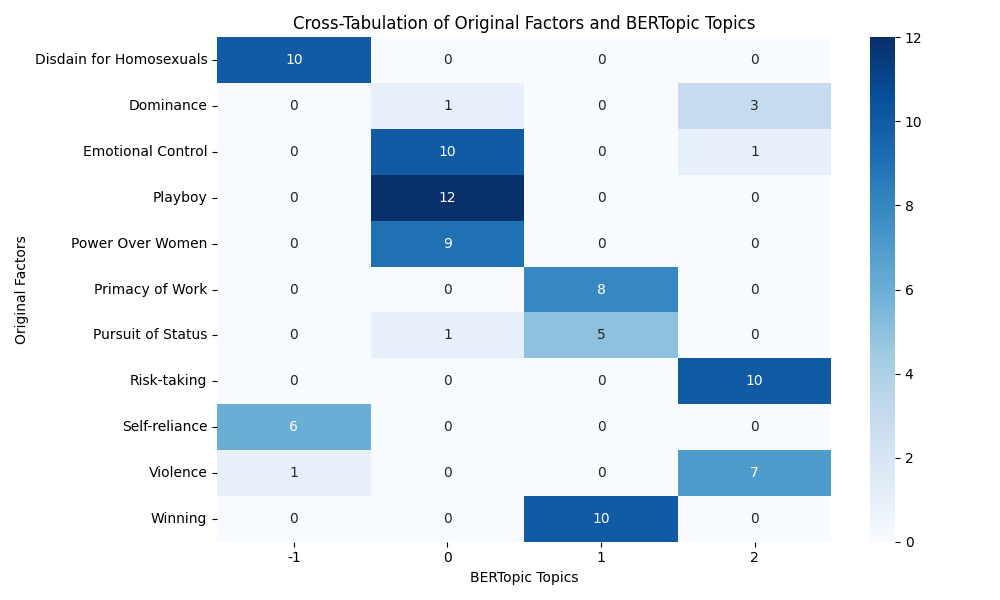 Cross-Tabulation of Original Factors and BERTopic Topics
Disdain for Homosexuals 10 0 0 0
Dominance 0 1 0 3
Emotional Control 0 10 0 1
Playboy 0 12 0 0
Power Over Women 0 9 0 0
Primacy of Work 0 0 8 0
Pursuit of Status 0 1 5 0
Risk-taking 0 0 0 10
Self-reliance 6 0 0 0
Violence 1 0 0 7
Winning 0 0 10 0
-1 0 1 2
BERTopic Topics
Original Factors
12
10
8
6
4
2
0